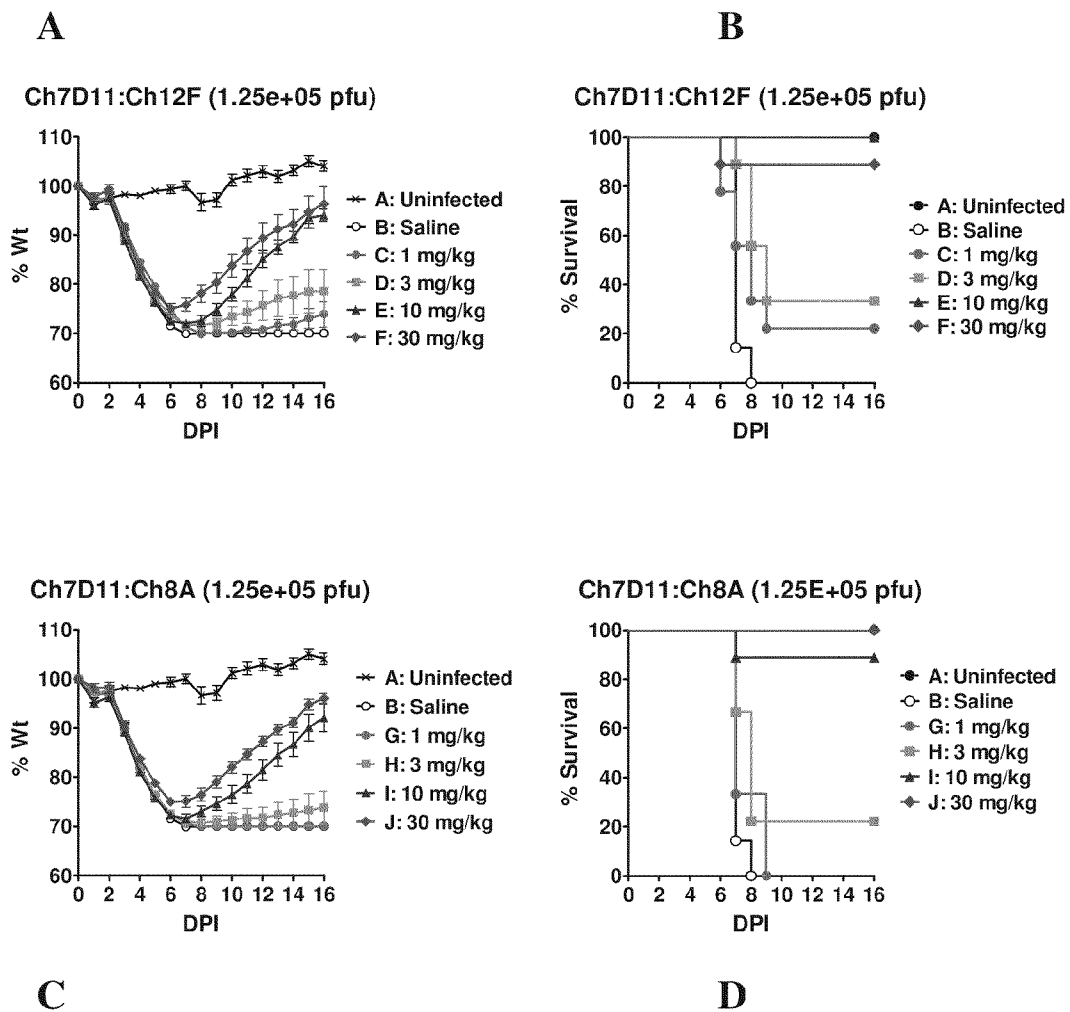 A
B
Ch7D11:Ch12F (1.25e+05 pfu)
110
100
90
80
70
60
% Wt
0 2 4 6 8 10 12 14 16
DPI
A: Uninfected
B: Saline
C: 1 mg/kg
D: 3 mg/kg
E: 10 mg/kg
F: 30 mg/kg
Ch7D11:Ch12F (1.25e+05 pfu)
100
80
60
40
20
0
% Survival
0 2 4 6 8 10 12 14 16
DPI
A: Uninfected
B: Saline
C: 1 mg/kg
D: 3 mg/kg
E: 10 mg/kg
F: 30 mg/kg
Ch7D11:Ch8A (1.25e+05 pfu)
110
100
90
80
70
60
% Wt
0 2 4 6 8 10 12 14 16
DPI
A: Uninfected
B: Saline
G: 1 mg/kg
H: 3 mg/kg
I: 10 mg/kg
J: 30 mg/kg
Ch7D11:Ch8A (1.25E+05 pfu)
100
80
60
40
20
0
% Survival
0 2 4 6 8 10 12 14 16
DPI
A: Uninfected
B: Saline
G: 1 mg/kg
H: 3 mg/kg
I: 10 mg/kg
J: 30 mg/kg
C
D